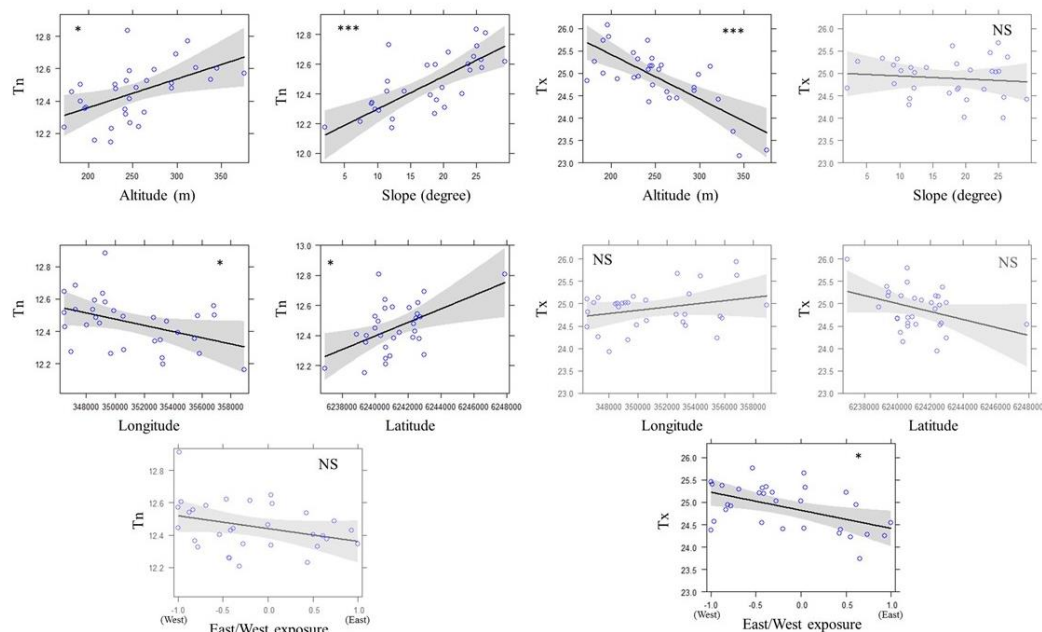 * *** *** NS
Tn Tn Tx Tx
12.8 12.8 26.0 26.0
12.6 12.6 25.5 25.5
12.4 12.4 25.0 25.0
12.2 12.2 24.5 24.5
12.0 24.0 24.0
23.5 23.5
23.0 23.0
200 250 300 350 5 10 15 20 25 200 250 300 350 5 10 15 20 25
Altitude (m) Slope (degree) Altitude (m) Slope (degree)
* * NS NS
Tn Tn Tx Tx
12.8 13.0 26.0 26.0
12.6 12.8 25.5 25.5
12.4 12.6 25.0 25.0
12.2 12.4 24.5 24.5
12.2 24.0 24.0
23.5 23.5
23.0 23.0
348000 350000 352000 354000 356000 358000 6238000 6240000 6242000 6244000 6246000 6248000 348000 350000 352000 354000 356000 358000 6238000 6240000 6242000 6244000 6246000 6248000
Longitude Latitude Longitude Latitude
NS *
Tn Tx
12.8 26.0
12.6 25.5
12.4 25.0
12.2 24.5
24.0
23.5
23.0
-1.0 -0.5 0.0 0.5 1.0 -1.0 -0.5 0.0 0.5 1.0
(West) (East) (West) (East)
East/West exposure East/West exposure